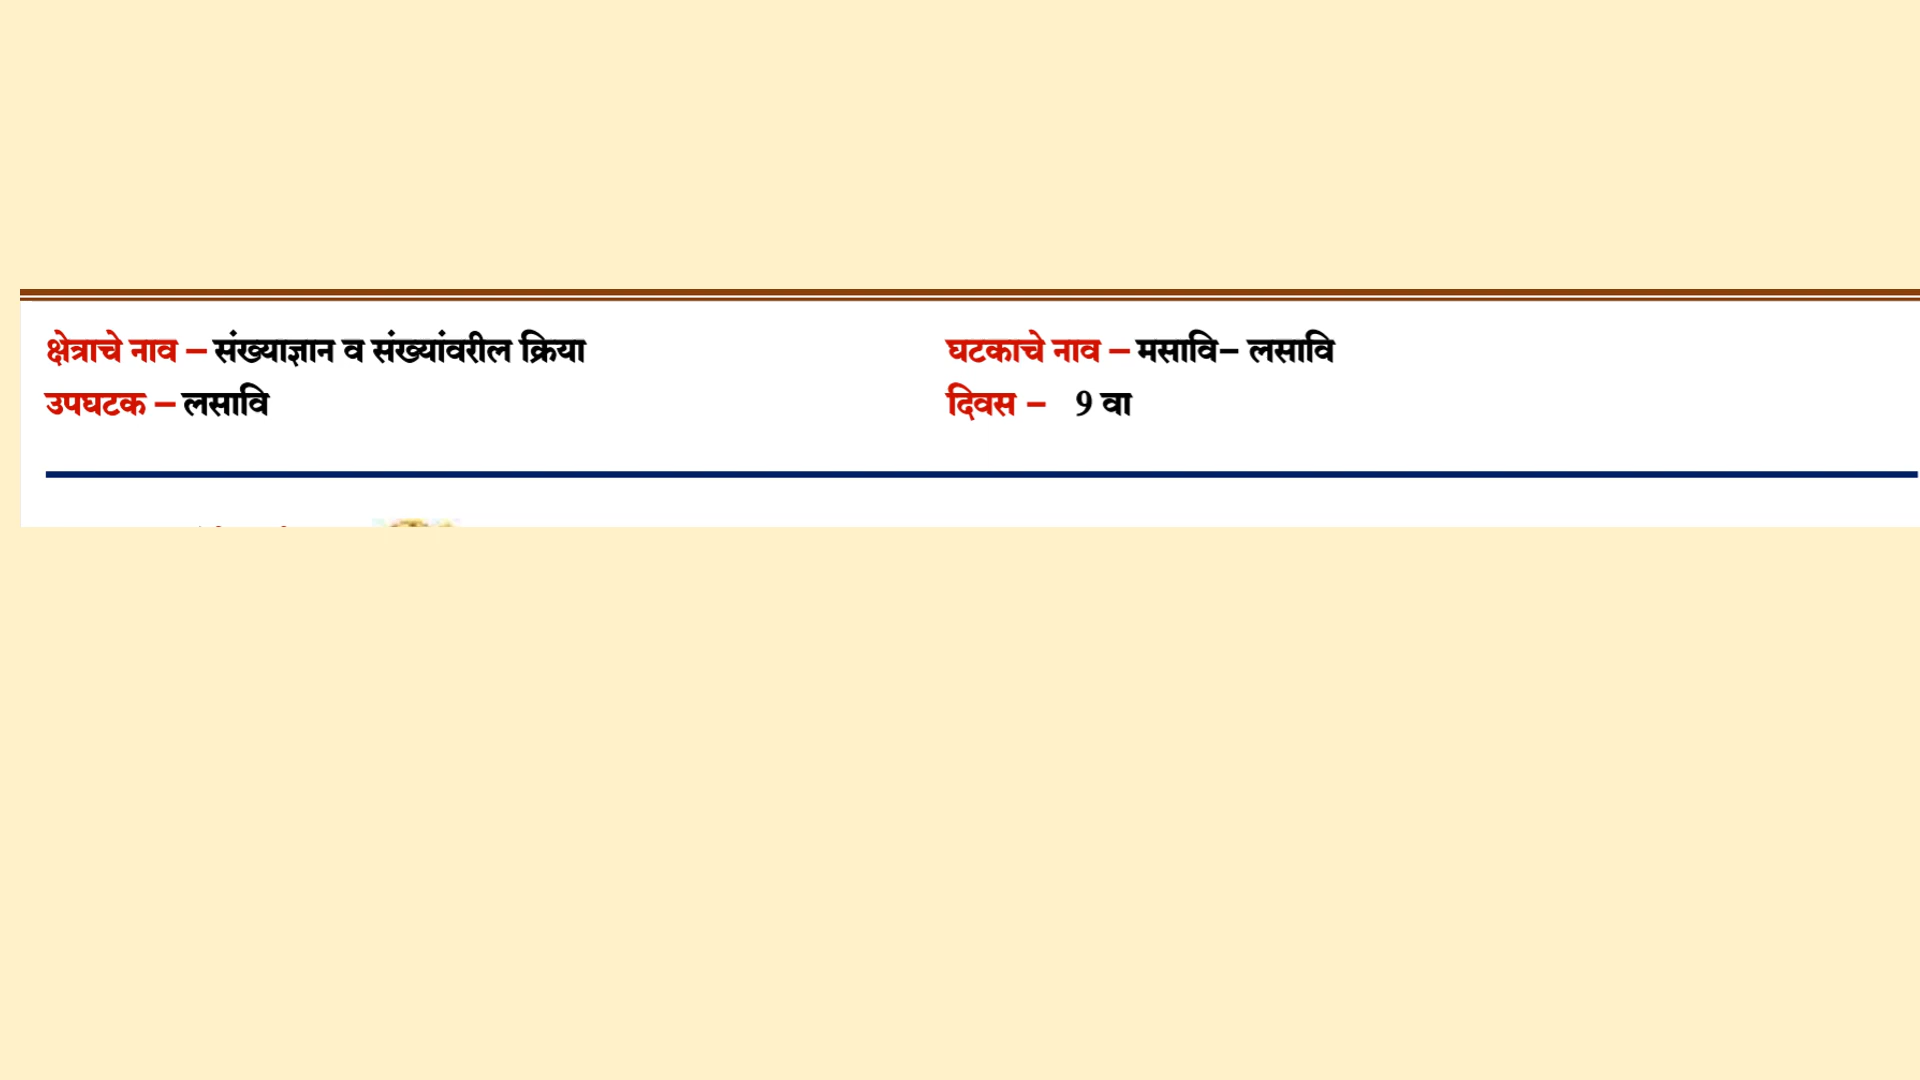 क्षेत्राचे नाव – संख्याज्ञान व संख्यांवरील क्रिया घटकाचे नाव – मसावि– लसावि
उपघटक – लसावि दिवस – 9 वा